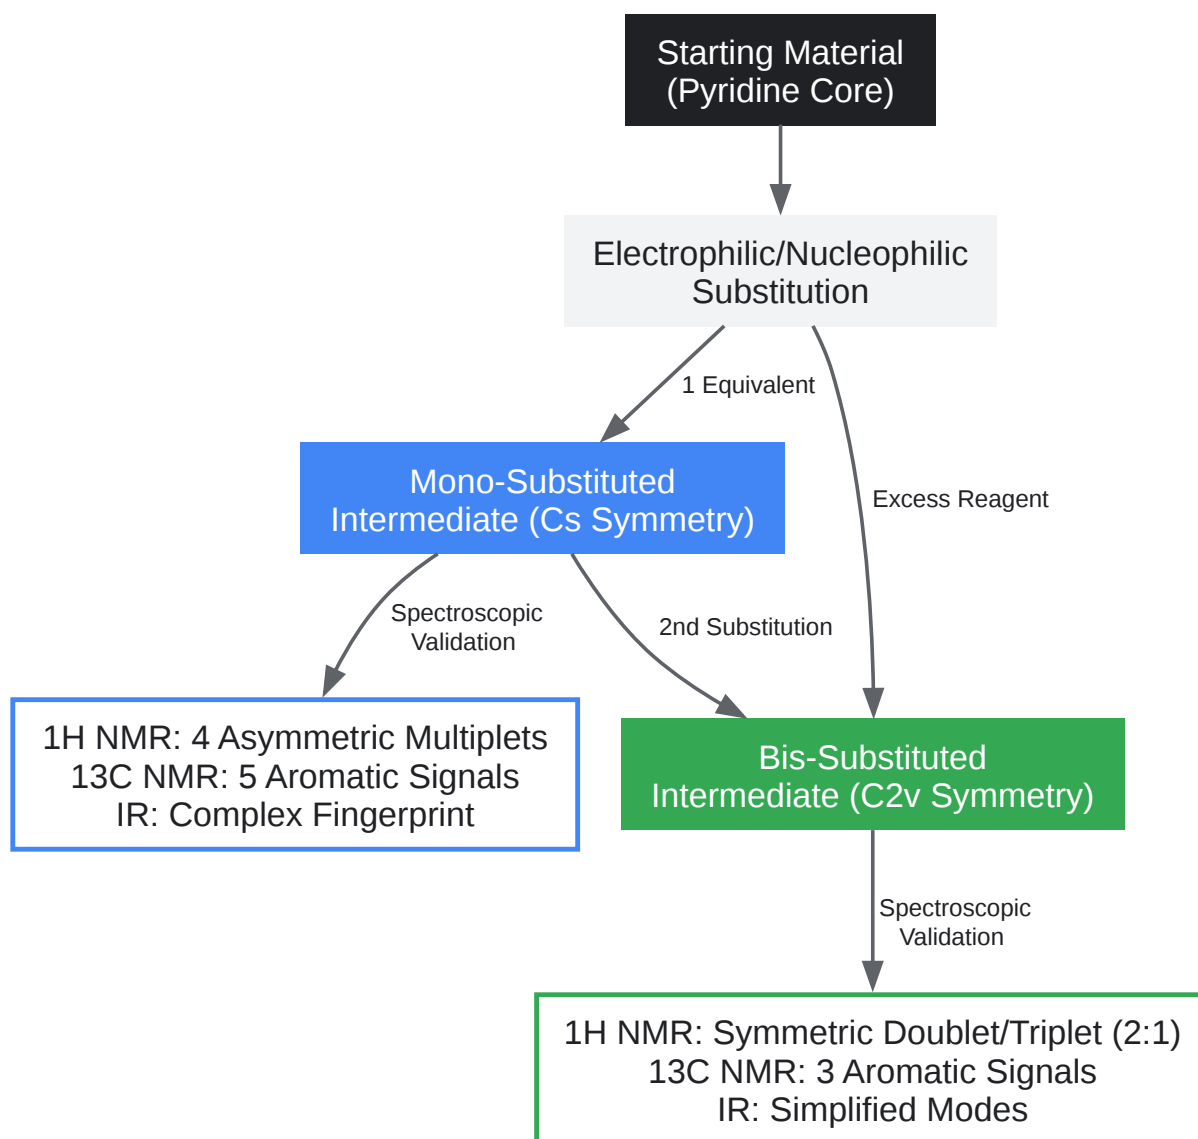 Starting Material
(Pyridine Core)
Electrophilic/Nucleophilic
Substitution
1 Equivalent
Mono-Substituted
Intermediate (Cs Symmetry)
Excess Reagent
Spectroscopic
Validation
2nd Substitution
1H NMR: 4 Asymmetric Multiplets
13C NMR: 5 Aromatic Signals
IR: Complex Fingerprint
Bis-Substituted
Intermediate (C2v Symmetry)
Spectroscopic
Validation
1H NMR: Symmetric Doublet/Triplet (2:1)
13C NMR: 3 Aromatic Signals
IR: Simplified Modes